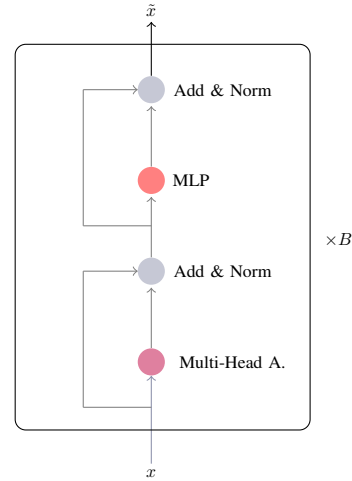 x̃
Add & Norm
MLP
×B
Add & Norm
Multi-Head A.
x